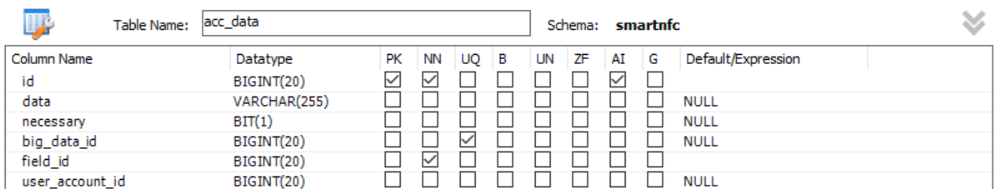 Table Name: acc_data Schema: smartnfc
Column Name Datatype PK NN UQ B UN ZF AI G Default/Expression
id BIGINT(20)
data VARCHAR(255) NULL
necessary BIT(1) NULL
big_data_id BIGINT(20) NULL
field_id BIGINT(20)
user_account_id BIGINT(20) NULL